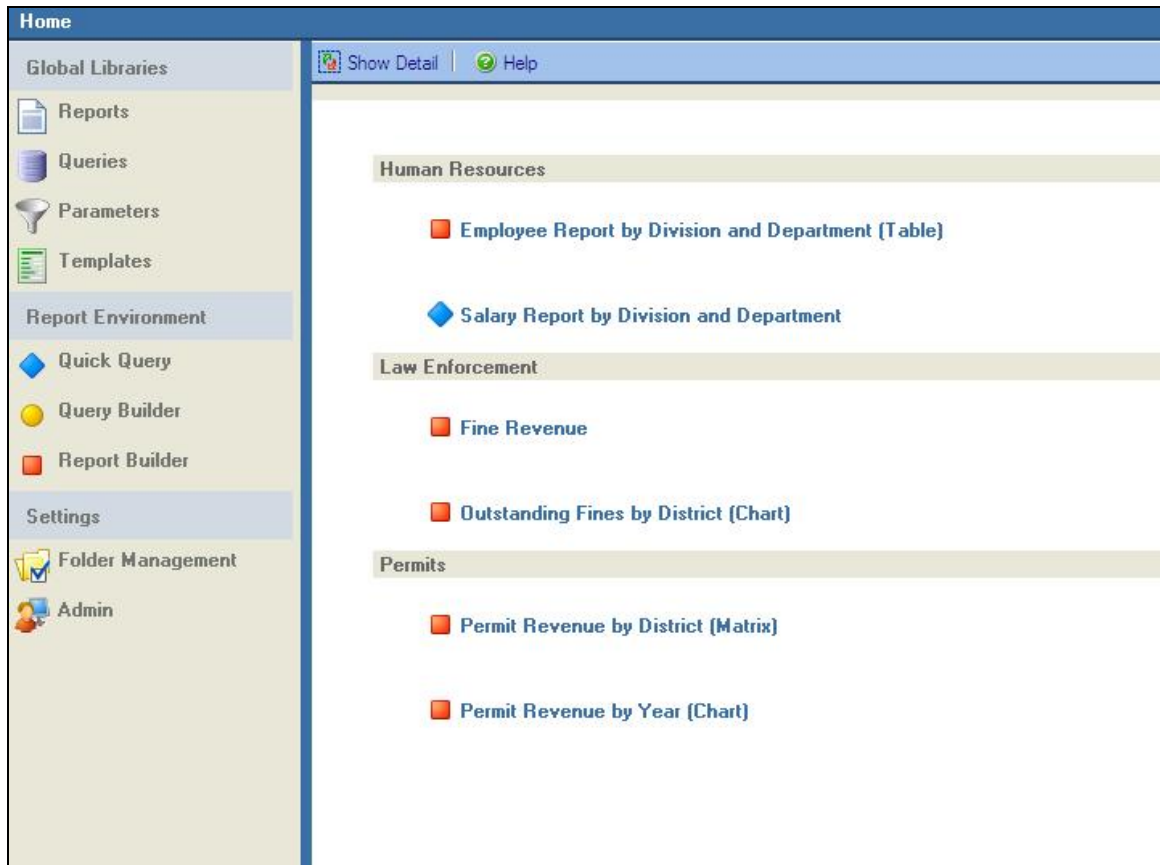 Home
Global Libraries
Reports
Queries
Parameters
Templates
Report Environment
Quick Query
Query Builder
Report Builder
Settings
Folder Management
Admin
Show Detail
Help
Human Resources
Employee Report by Division and Department (Table)
Salary Report by Division and Department
Law Enforcement
Fine Revenue
Outstanding Fines by District (Chart)
Permits
Permit Revenue by District (Matrix)
Permit Revenue by Year (Chart)